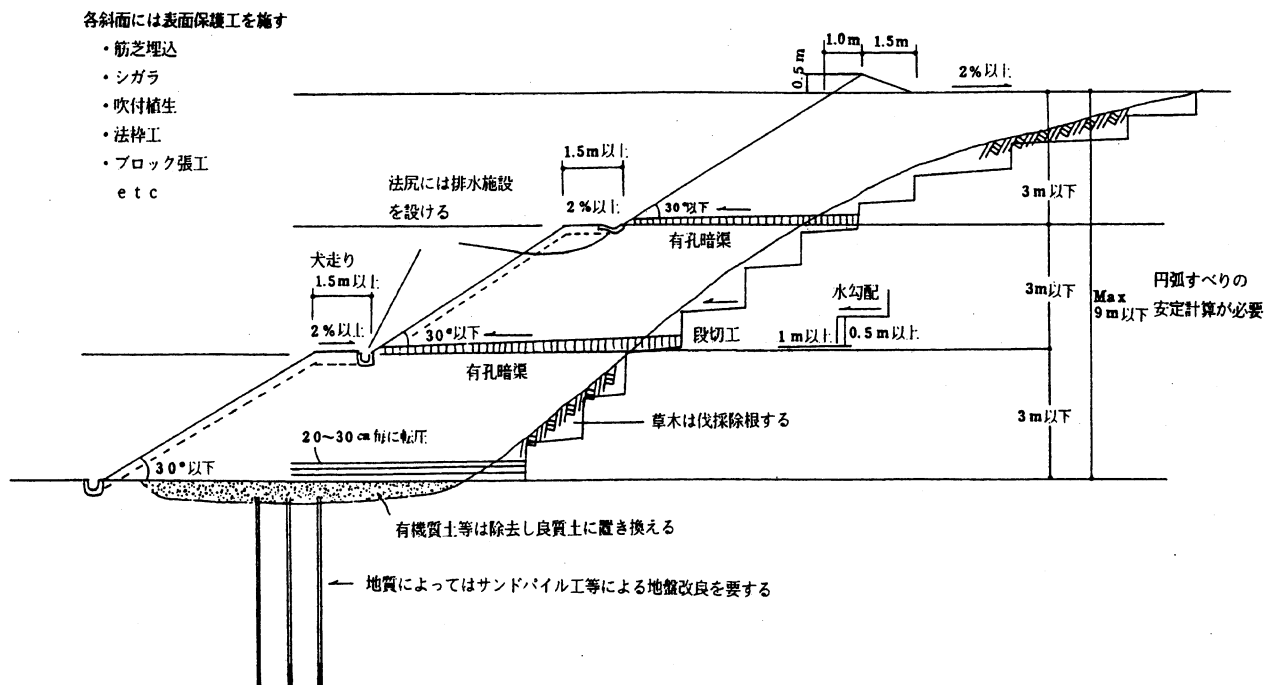 各斜面には表面保護工を施す
・筋芝埋込
・シガラ
・吹付植生
・法枠工
・ブロック張工
etc
1.0m
1.5m
0.5m
2%以上
1.5m以上
法尻には排水施設
を設ける
2%以上
30°以下
3m以下
有孔暗渠
犬走り
1.5m以上
水勾配
3m以下
Max
9m以下
円弧すべりの
安定計算が必要
2%以上
30°以下
段切工
1m以上
0.5m以上
有孔暗渠
3m以下
草木は伐採除根する
20~30cm毎に転圧
30°以下
有機質土等は除去し良質土に置き換える
地質によってはサンドパイル工等による地盤改良を要する